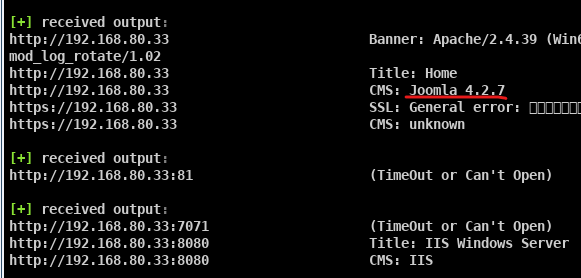 [+] received output:
http://192.168.80.33 Banner: Apache/2.4.39 (Win6
mod_log_rotate/1.02
http://192.168.80.33 Title: Home
http://192.168.80.33 CMS: Joomla 4.2.7
https://192.168.80.33 SSL: General error: □□□□□□□
https://192.168.80.33 CMS: unknown
[+] received output:
http://192.168.80.33:81 (TimeOut or Can't Open)
[+] received output:
http://192.168.80.33:7071 (TimeOut or Can't Open)
http://192.168.80.33:8080 Title: IIS Windows Server
http://192.168.80.33:8080 CMS: IIS